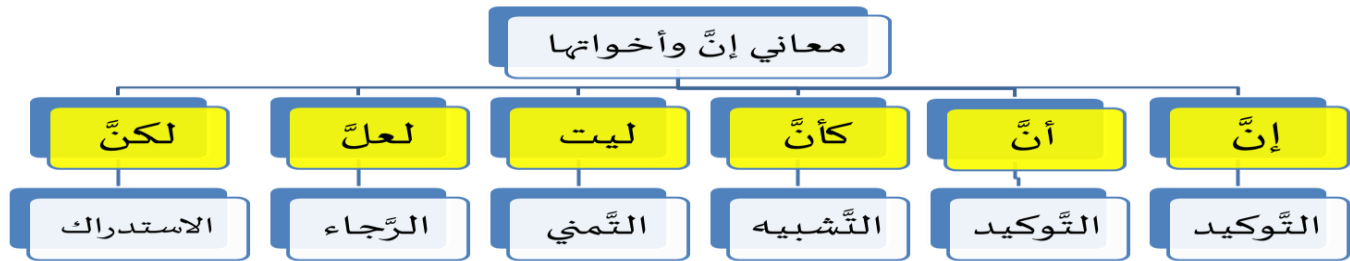 معاني إنَّ وأخواتها
إنَّ
أنَّ
كأنَّ
ليت
لعلَّ
لكنَّ
التَّوكيد
التَّوكيد
التَّشبيه
التَّمني
الرَّجاء
الاستدراك